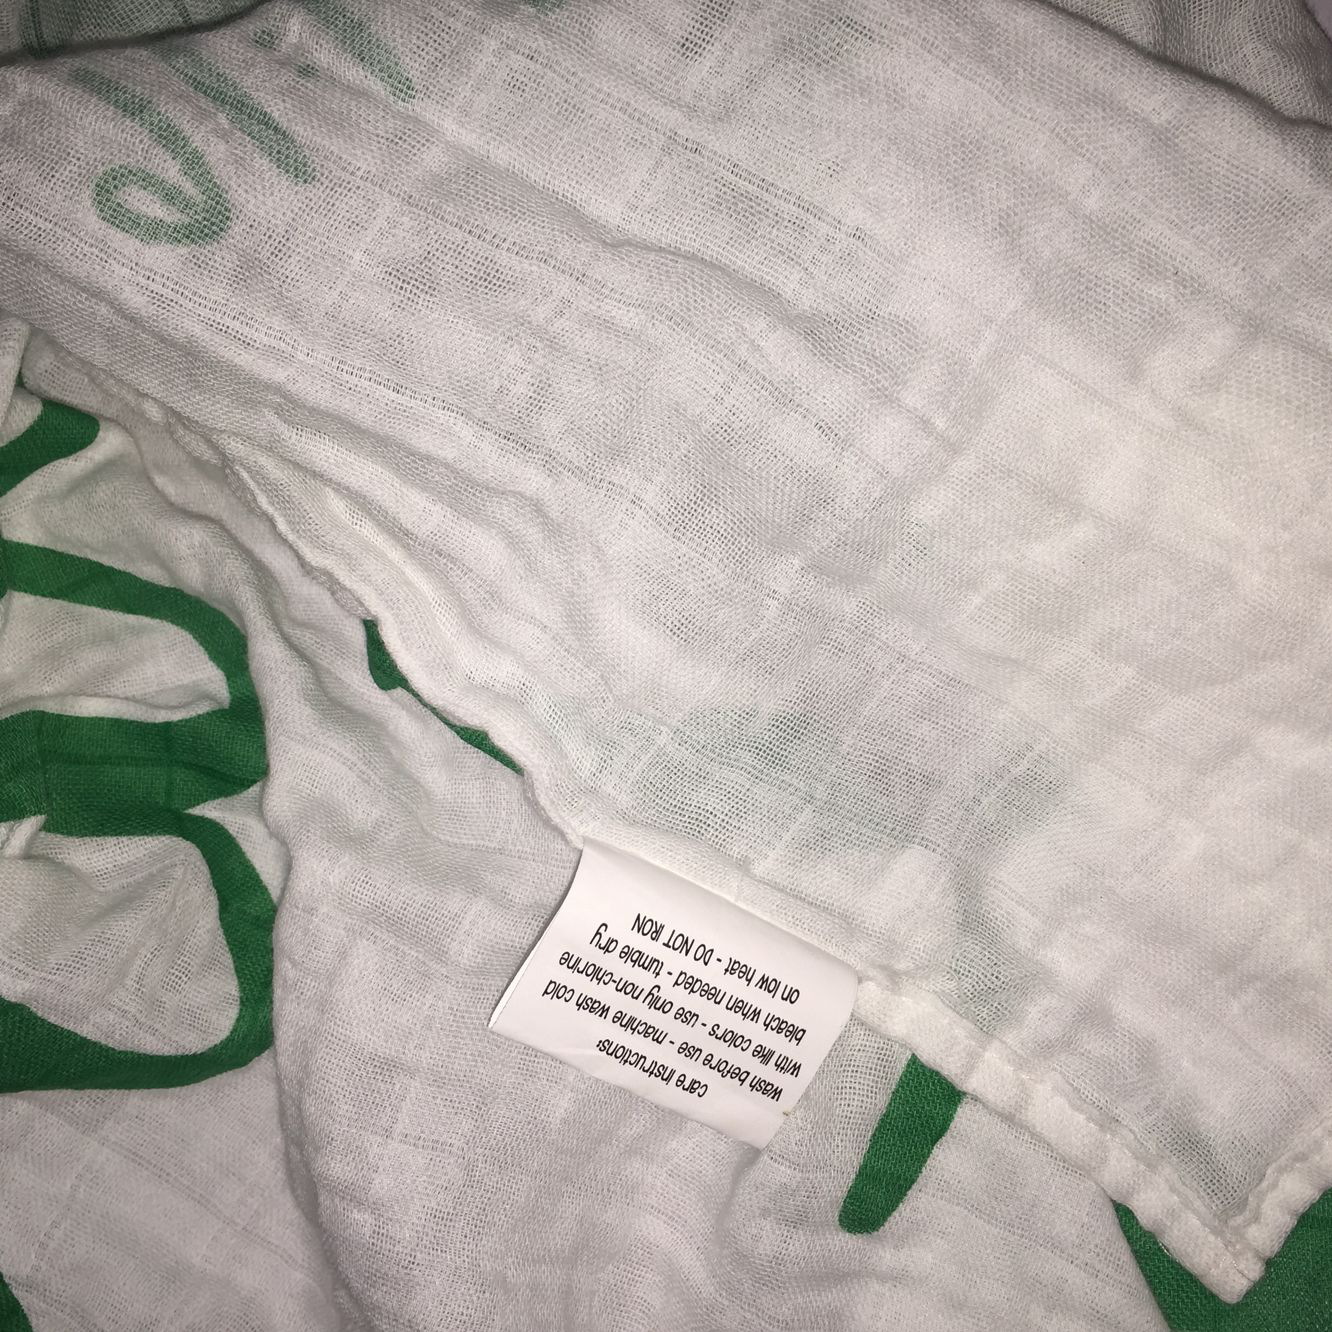 care instructions:
wash before use - machine wash cold
with like colors - use only non-chlorine
bleach when needed - tumble dry
on low heat - DO NOT IRON